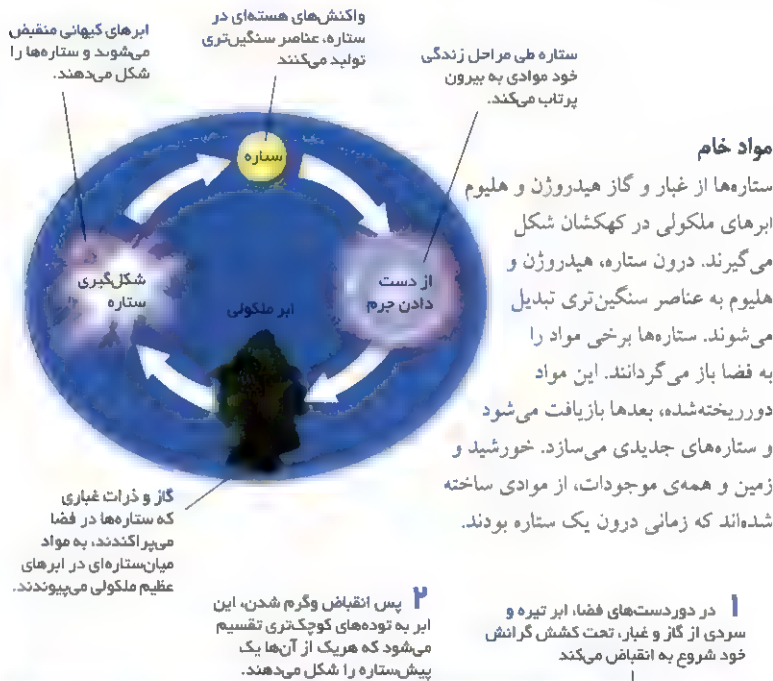 ابرهای کیهانی منقبض
می‌شوند و ستاره‌ها را
شکل می‌دهند.
واکنش‌های هسته‌ای در
ستاره، عناصر سنگین‌تری
تولید می‌کنند
ستاره طی مراحل زندگی
خود موادی به بیرون
پرتاب می‌کند.
ستاره
شکل‌گیری
ستاره
از دست
دادن جرم
ابر ملکولی
مواد خام
ستاره‌ها از غبار و گاز هیدروژن و هلیوم
ابرهای ملکولی در کهکشان شکل
می‌گیرند. درون ستاره، هیدروژن و
هلیوم به عناصر سنگین‌تری تبدیل
می‌شوند. ستاره‌ها برخی مواد را
به فضا باز می‌گردانند. این مواد
دورریخته‌شده، بعدها بازیافت می‌شود
و ستاره‌های جدیدی می‌سازد. خورشید و
زمین و همه‌ی موجودات، از موادی ساخته
شده‌اند که زمانی درون یک ستاره بودند.
گاز و ذرات غباری
که ستاره‌ها در فضا
می‌پراکندند، به مواد
میان‌ستاره‌ای در ابرهای
عظیم ملکولی می‌پیوندند.
۱ در دوردست‌های فضا، ابر تیره و
سردی از گاز و غبار، تحت کشش گرانش
خود شروع به انقباض می‌کند
۲ پس انقباض وگرم شدن، این
ابر به توده‌های کوچک‌تری تقسیم
می‌شود که هریک از آن‌ها یک
پیش‌ستاره را شکل می‌دهند.